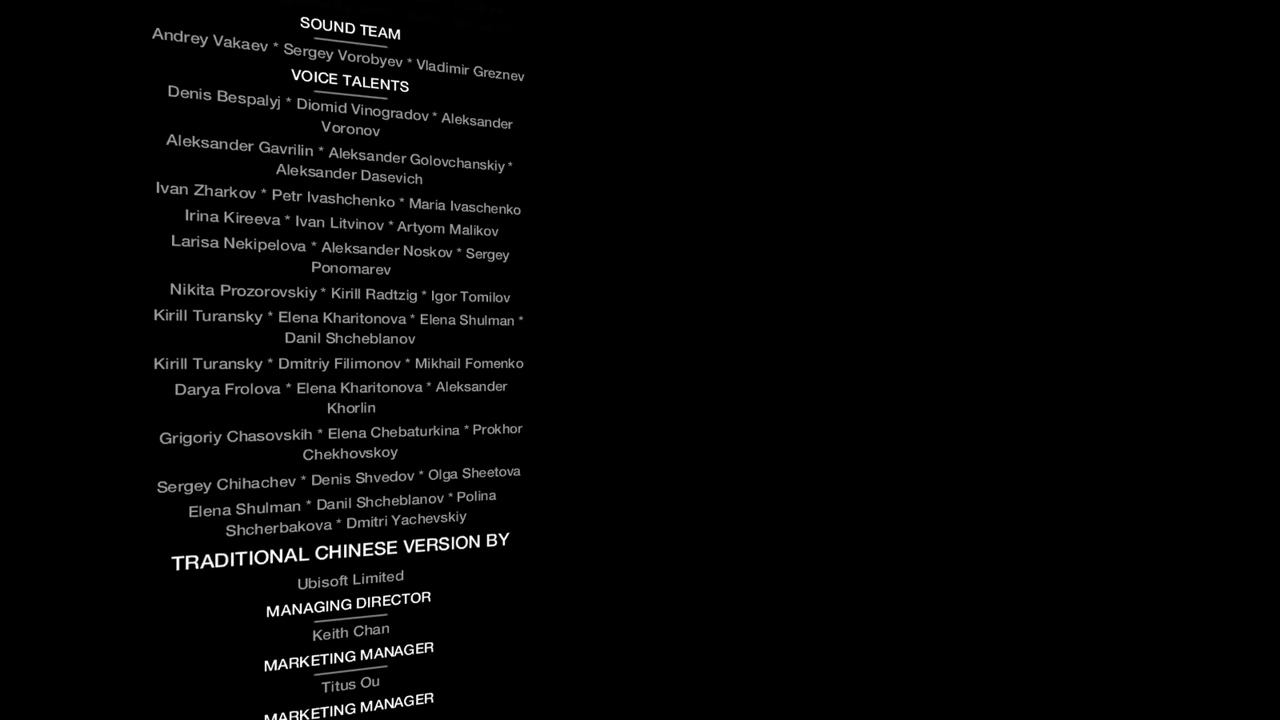 SOUND TEAM
Andrey Vakaev * Sergey Vorobyev * Vladimir Greznev
VOICE TALENTS
Denis Bespalyj * Diomid Vinogradov * Aleksander
Voronov
Aleksander Gavrilin * Aleksander Golovchanskiy *
Aleksander Dasevich
Ivan Zharkov * Petr Ivashchenko * Maria Ivaschenko
Irina Kireeva * Ivan Litvinov * Artyom Malikov
Larisa Nekipelova * Aleksander Noskov * Sergey
Ponomarev
Nikita Prozorovskiy * Kirill Radtzig * Igor Tomilov
Kirill Turansky * Elena Kharitonova * Elena Shulman *
Danil Shcheblanov
Kirill Turansky * Dmitriy Filimonov * Mikhail Fomenko
Darya Frolova * Elena Kharitonova * Aleksander
Khorlin
Grigoriy Chasovskih * Elena Chebaturkina * Prokhor
Chekhovskoy
Sergey Chihachev * Denis Shvedov * Olga Sheetova
Elena Shulman * Danil Shcheblanov * Polina
Shcherbakova * Dmitri Yachevskiy
TRADITIONAL CHINESE VERSION BY
Ubisoft Limited
MANAGING DIRECTOR
Keith Chan
MARKETING MANAGER
Titus Ou
MARKETING MANAGER